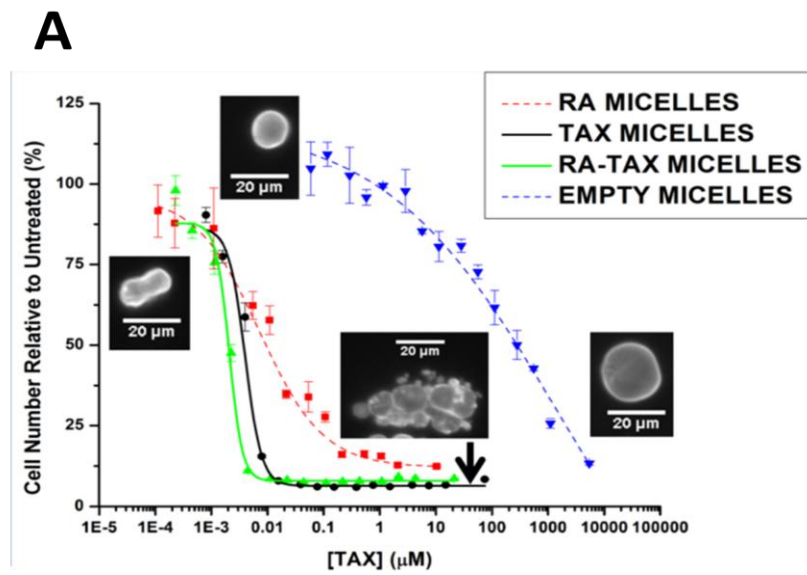 A
125
100
75
50
25
0
Cell Number Relative to Untreated (%)
RA MICELLES
TAX MICELLES
RA-TAX MICELLES
EMPTY MICELLES
20 µm
20 µm
20 µm
20 µm
1E-5 1E-4 1E-3 0.01 0.1 1 10 100 1000 10000 100000
[TAX] (µM)